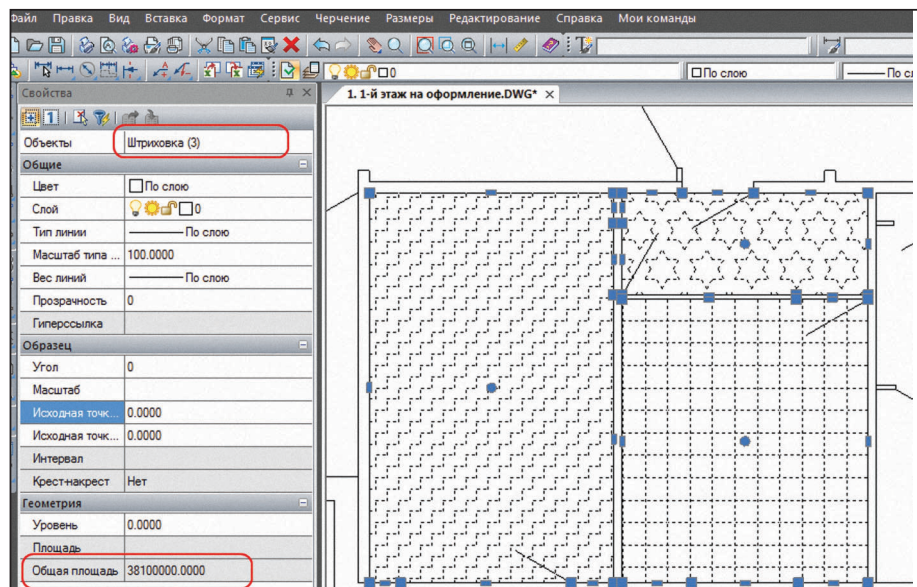 Файл Правка Вид Вставка Формат Сервис Черчение Размеры Редактирование Справка Мои команды
0 По слою
Свойства
1. 1-й этаж на оформление.DWG*
1
Объекты Штриховка (3)
Общие
Цвет По слою
Слой 0
Тип линии По слою
Масштаб типа ... 100.0000
Вес линий По слою
Прозрачность 0
Гиперссылка
Образец
Угол 0
Масштаб
Исходная точк... 0.0000
Исходная точк... 0.0000
Интервал
Крест-накрест Нет
Геометрия
Уровень 0.0000
Площадь
Общая площадь 38100000.0000